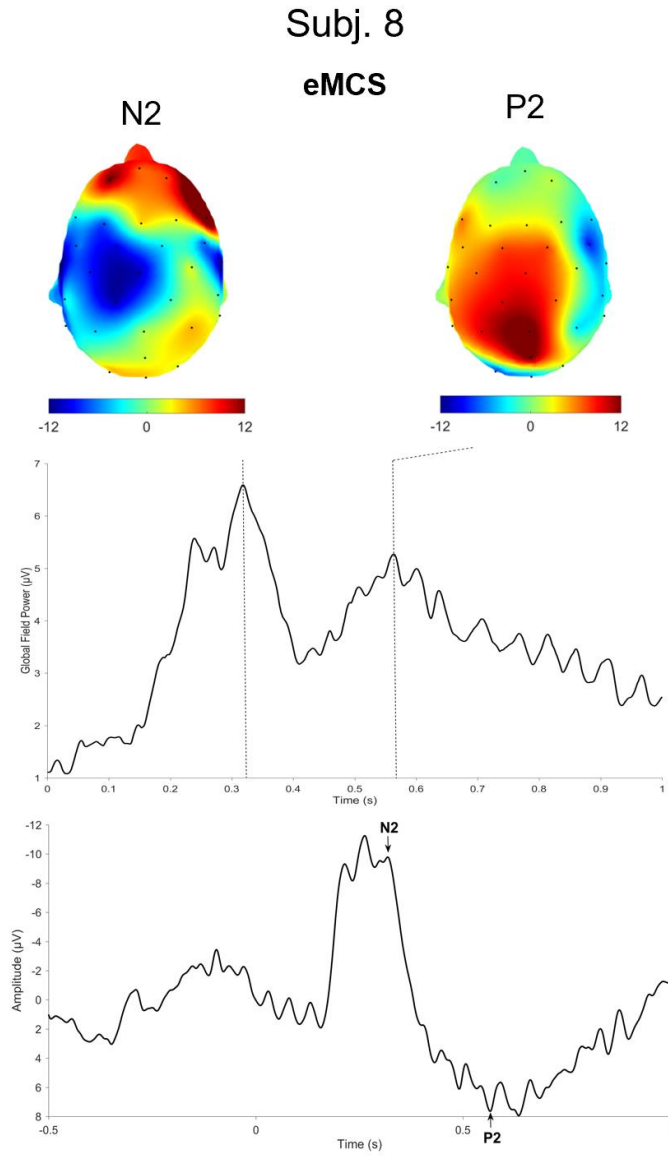 Subj. 8
eMCS
N2 P2
-12 0 12 -12 0 12
7
6
5
4
3
2
1
Global Field Power (µV)
0 0.1 0.2 0.3 0.4 0.5 0.6 0.7 0.8 0.9 1
Time (s)
-12
-10
-8
-6
-4
-2
0
2
4
6
8
Amplitude (µV)
N2
P2
-0.5 0 0.5
Time (s)